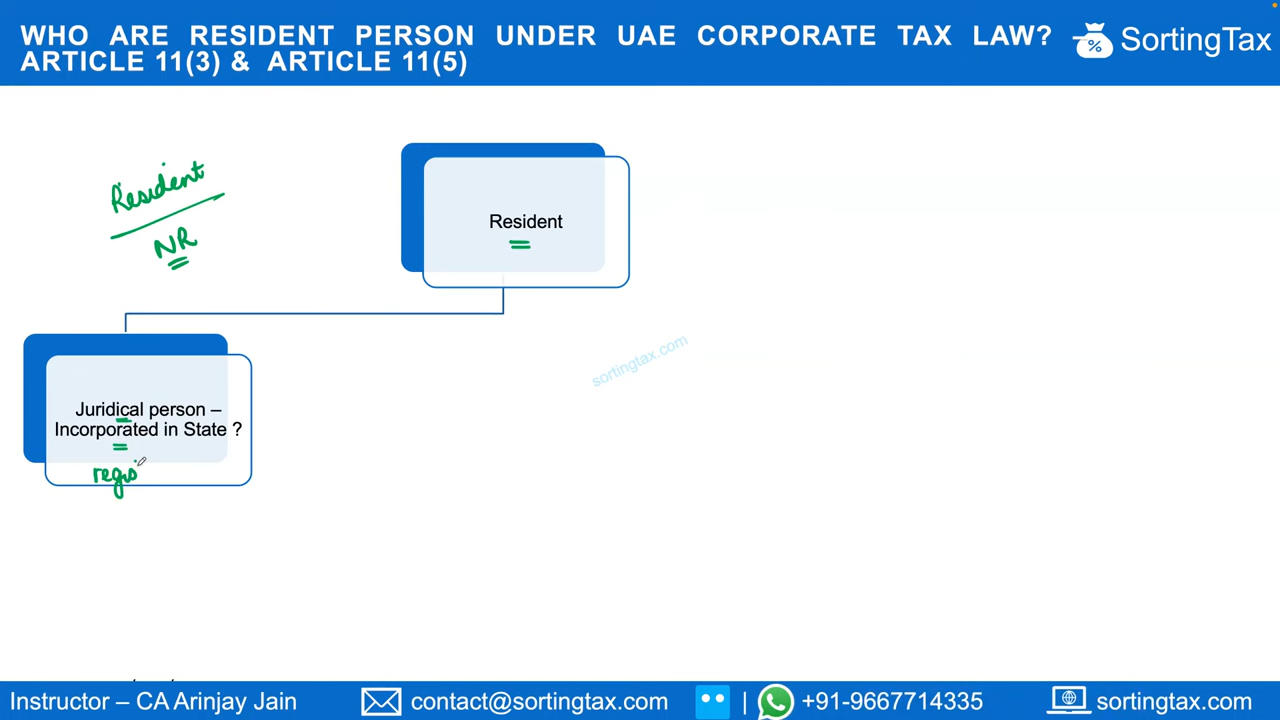 WHO ARE RESIDENT PERSON UNDER UAE CORPORATE TAX LAW?
ARTICLE 11(3) & ARTICLE 11(5)
% SortingTax
Resident
NR
Resident
sortingtax.com
Juridical person –
Incorporated in State ?
regis
Instructor – CA Arinjay Jain
contact@sortingtax.com
|
+91-9667714335
sortingtax.com